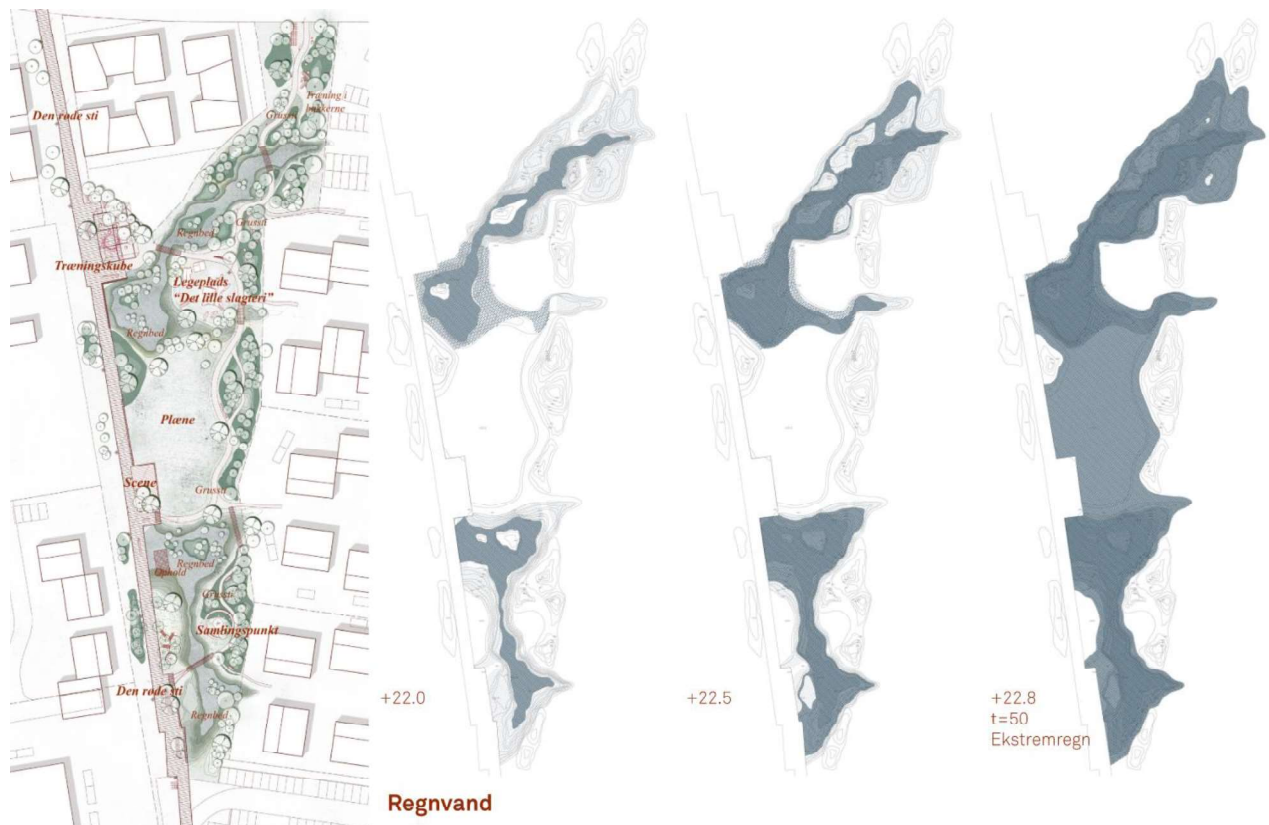 Den røde sti
Træning i
bakkerne
Grussti
Grussti
Regnbed
Træningskube
Legeplads
"Det lille slagteri"
Regnbed
Plæne
Scene
Grussti
Regnbed
Ophold
Grussti
Samlingspunkt
Den røde sti
Regnbed
+22.0
+22.5
+22.8
t=50
Ekstremregn
Regnvand